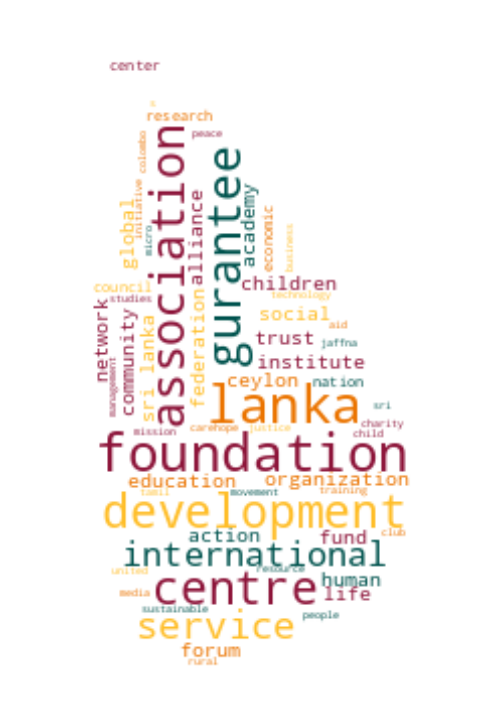 center
research
peace
colombo
association
gurantee
initiative
micro
global
alliance
academy
economic
business
council
studies
children
technology
network
community
sri lanka
federation
social
aid
trust
jaffna
institute
management
ceylon
nation
lanka
sri
mission
carehope
justice
charity
child
foundation
education
organization
tamil
movement
training
development
action
fund
club
international
united
resource
human
centre
life
media
sustainable
people
service
forum
rural